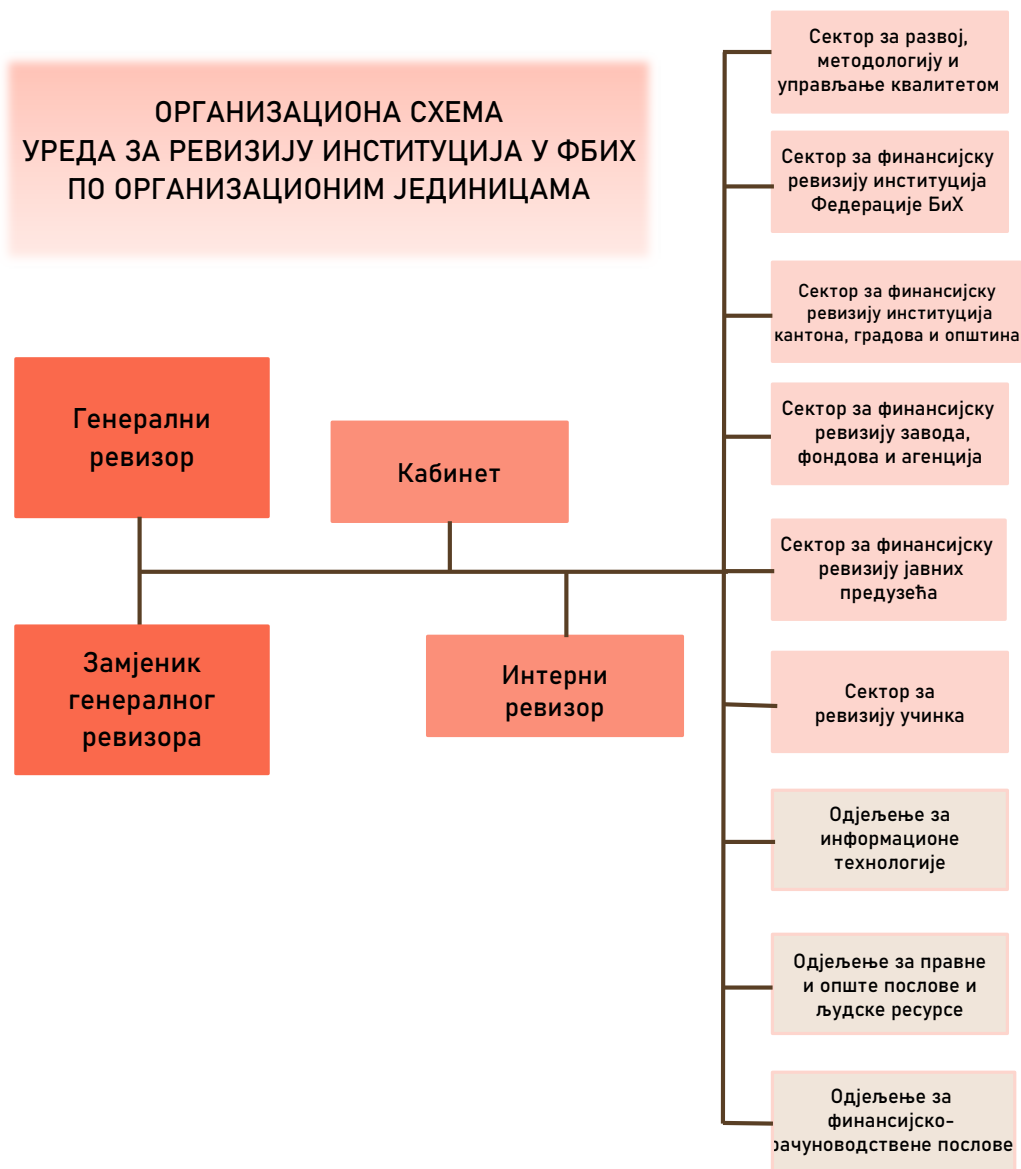 ОРГАНИЗАЦИОНА СХЕМА
УРЕДА ЗА РЕВИЗИЈУ ИНСТИТУЦИЈА У ФБИХ
ПО ОРГАНИЗАЦИОНИМ ЈЕДИНИЦАМА
Генерални
ревизор
Замјеник
генералног
ревизора
Кабинет
Интерни
ревизор
Сектор за развој,
методологију и
управљање квалитетом
Сектор за финансијску
ревизију институција
Федерације БиХ
Сектор за финансијску
ревизију институција
кантона, градова и општина
Сектор за финансијску
ревизију завода,
фондова и агенција
Сектор за финансијску
ревизију јавних
предузећа
Сектор за
ревизију учинка
Одјељење за
информационе
технологије
Одјељење за правне
и опште послове и
људске ресурсе
Одјељење за
финансијско-
рачуноводствене послове